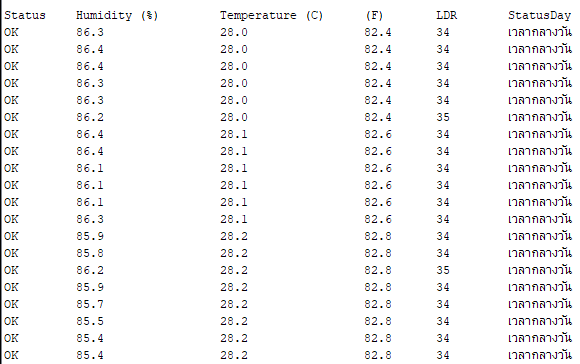 Status Humidity (%) Temperature (C) (F) LDR StatusDay
OK 86.3 28.0 82.4 34 เวลากลางวัน
OK 86.4 28.0 82.4 34 เวลากลางวัน
OK 86.4 28.0 82.4 34 เวลากลางวัน
OK 86.3 28.0 82.4 34 เวลากลางวัน
OK 86.3 28.0 82.4 34 เวลากลางวัน
OK 86.2 28.0 82.4 35 เวลากลางวัน
OK 86.4 28.1 82.6 34 เวลากลางวัน
OK 86.4 28.1 82.6 34 เวลากลางวัน
OK 86.1 28.1 82.6 34 เวลากลางวัน
OK 86.1 28.1 82.6 34 เวลากลางวัน
OK 86.1 28.1 82.6 34 เวลากลางวัน
OK 86.3 28.1 82.6 34 เวลากลางวัน
OK 85.9 28.2 82.8 34 เวลากลางวัน
OK 85.8 28.2 82.8 34 เวลากลางวัน
OK 86.2 28.2 82.8 35 เวลากลางวัน
OK 85.9 28.2 82.8 34 เวลากลางวัน
OK 85.7 28.2 82.8 34 เวลากลางวัน
OK 85.5 28.2 82.8 34 เวลากลางวัน
OK 85.4 28.2 82.8 34 เวลากลางวัน
OK 85.4 28.2 82.8 34 เวลากลางวัน